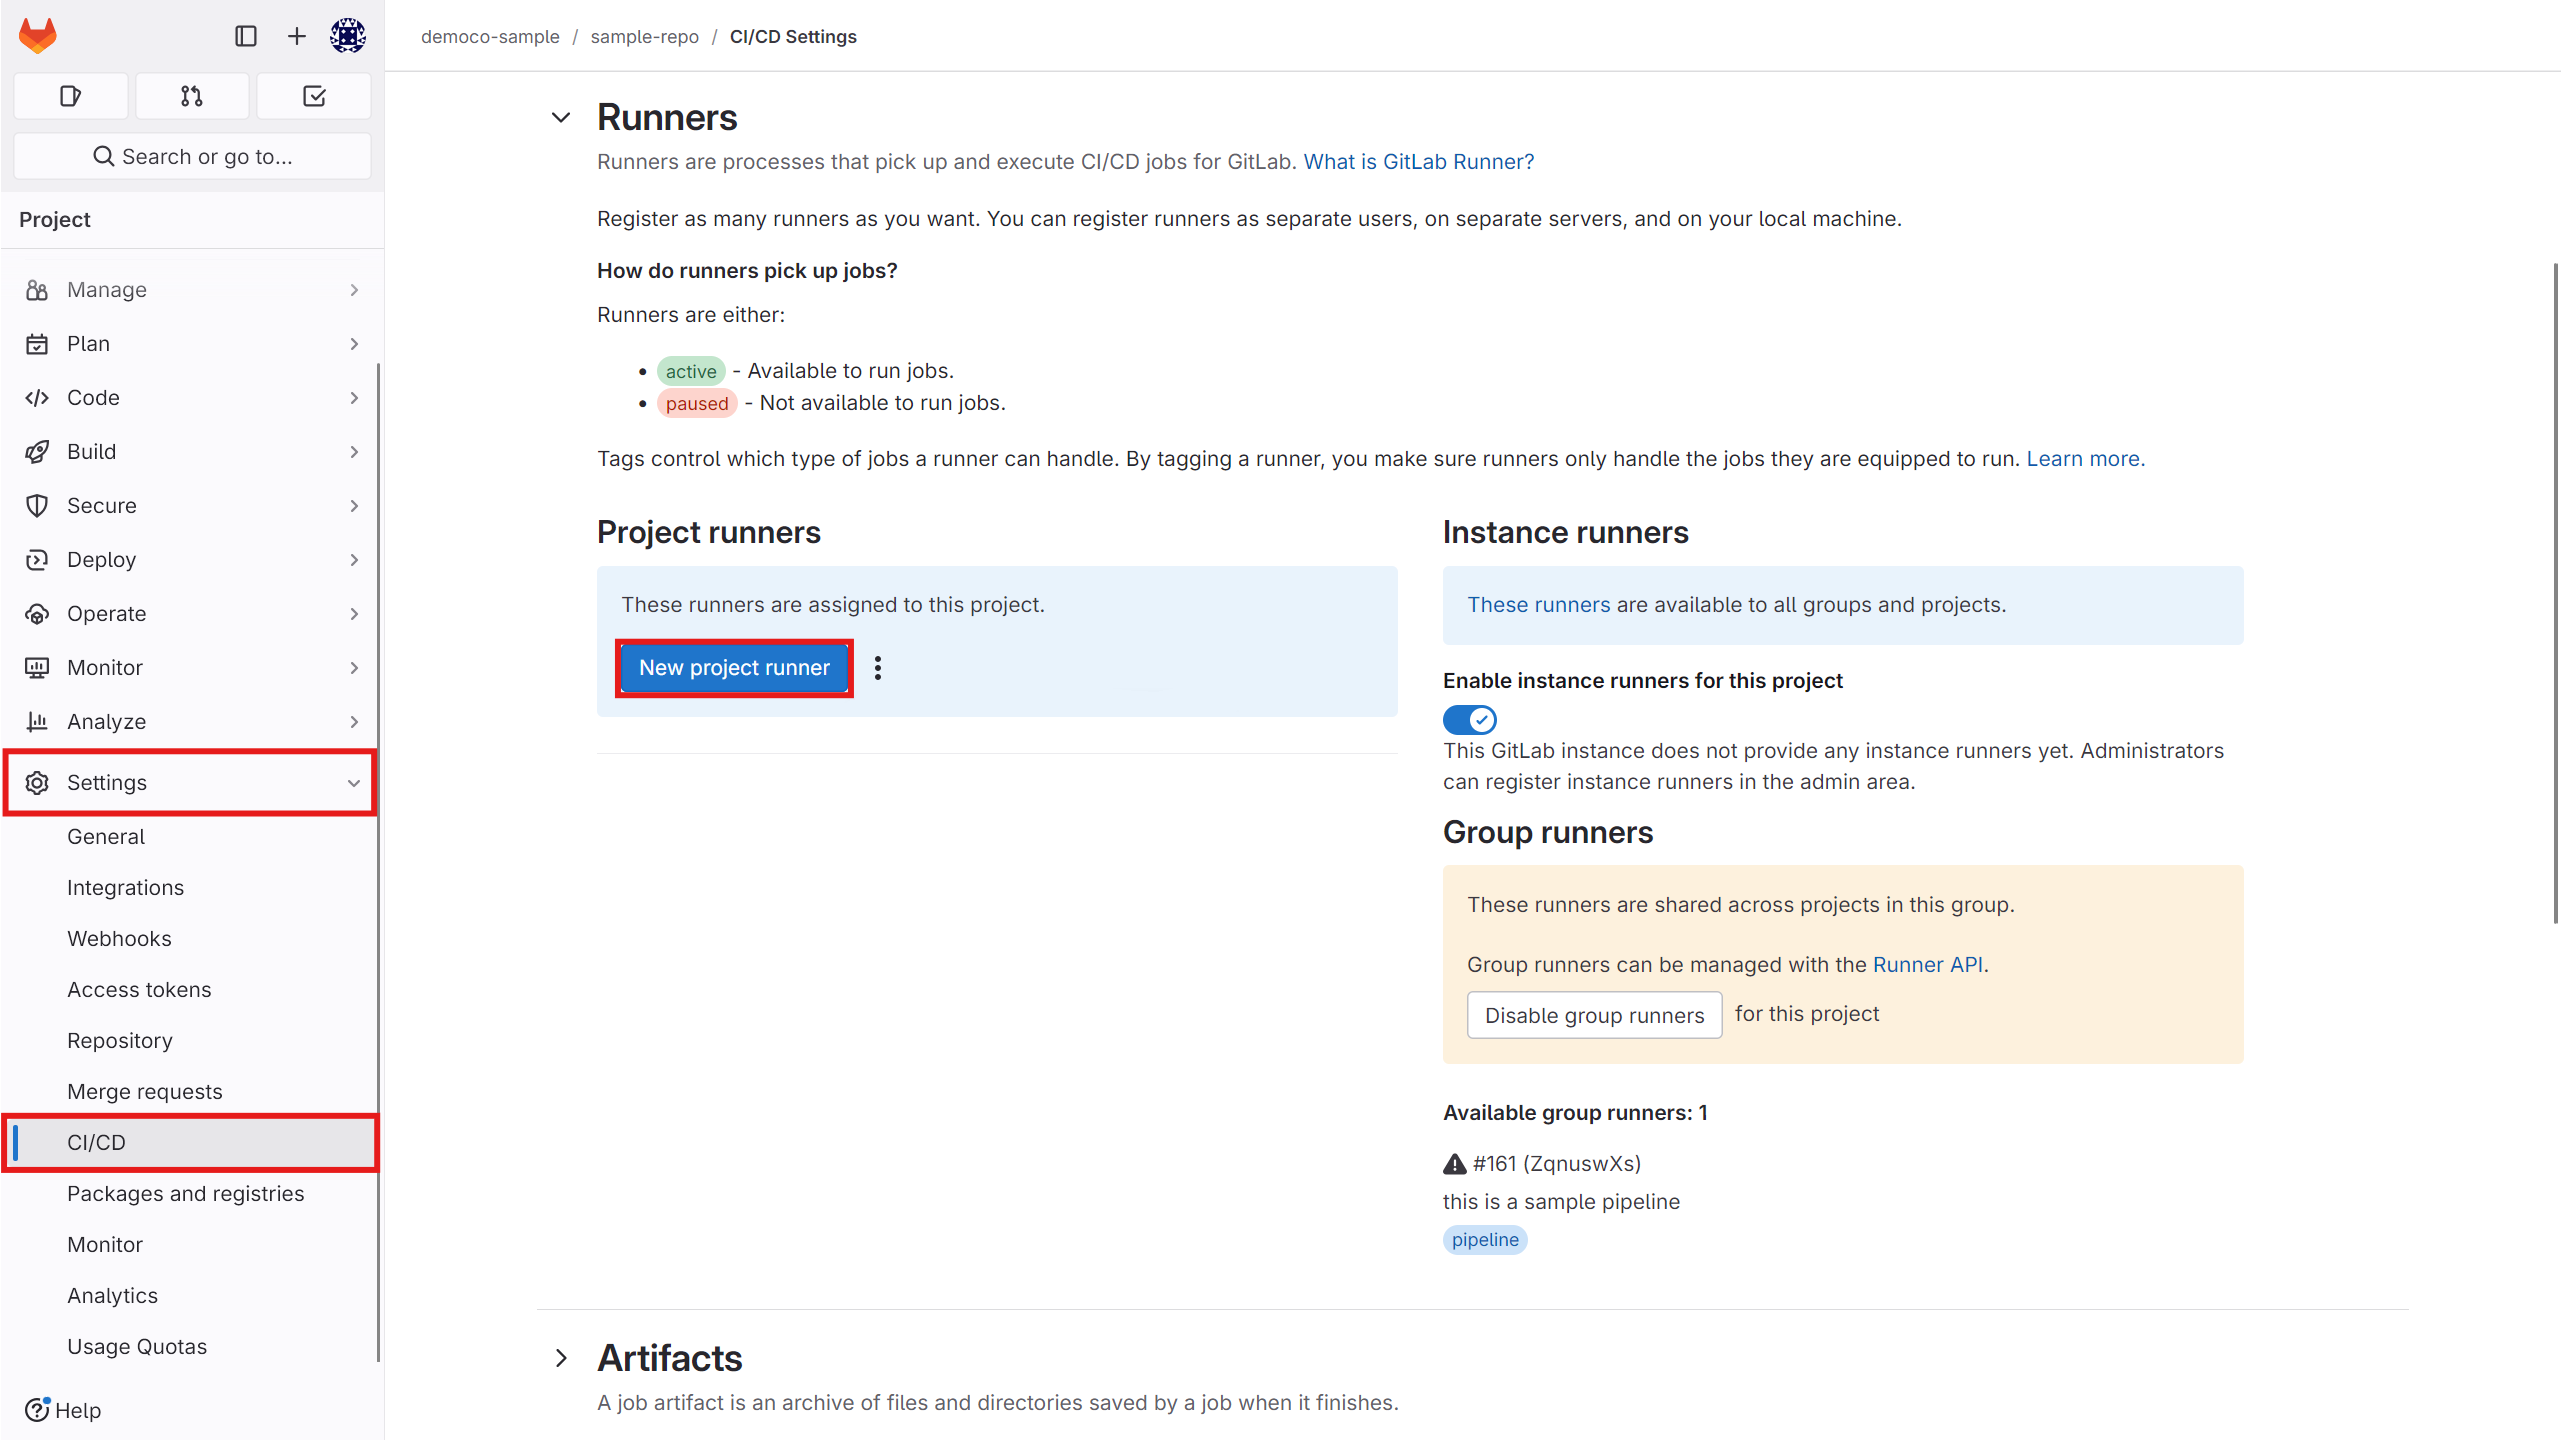 democo-sample / sample-repo / CI/CD Settings
Search or go to...
Project
Manage
Plan
Code
Build
Secure
Deploy
Operate
Monitor
Analyze
Settings
General
Integrations
Webhooks
Access tokens
Repository
Merge requests
CI/CD
Packages and registries
Monitor
Analytics
Usage Quotas
Help
Runners
Runners are processes that pick up and execute CI/CD jobs for GitLab. What is GitLab Runner?
Register as many runners as you want. You can register runners as separate users, on separate servers, and on your local machine.
How do runners pick up jobs?
Runners are either:
• active - Available to run jobs.
• paused - Not available to run jobs.
Tags control which type of jobs a runner can handle. By tagging a runner, you make sure runners only handle the jobs they are equipped to run. Learn more.
Project runners
These runners are assigned to this project.
New project runner
Instance runners
These runners are available to all groups and projects.
Enable instance runners for this project
This GitLab instance does not provide any instance runners yet. Administrators
can register instance runners in the admin area.
Group runners
These runners are shared across projects in this group.
Group runners can be managed with the Runner API.
Disable group runners for this project
Available group runners: 1
#161 (ZqnuswXs)
this is a sample pipeline
pipeline
Artifacts
A job artifact is an archive of files and directories saved by a job when it finishes.